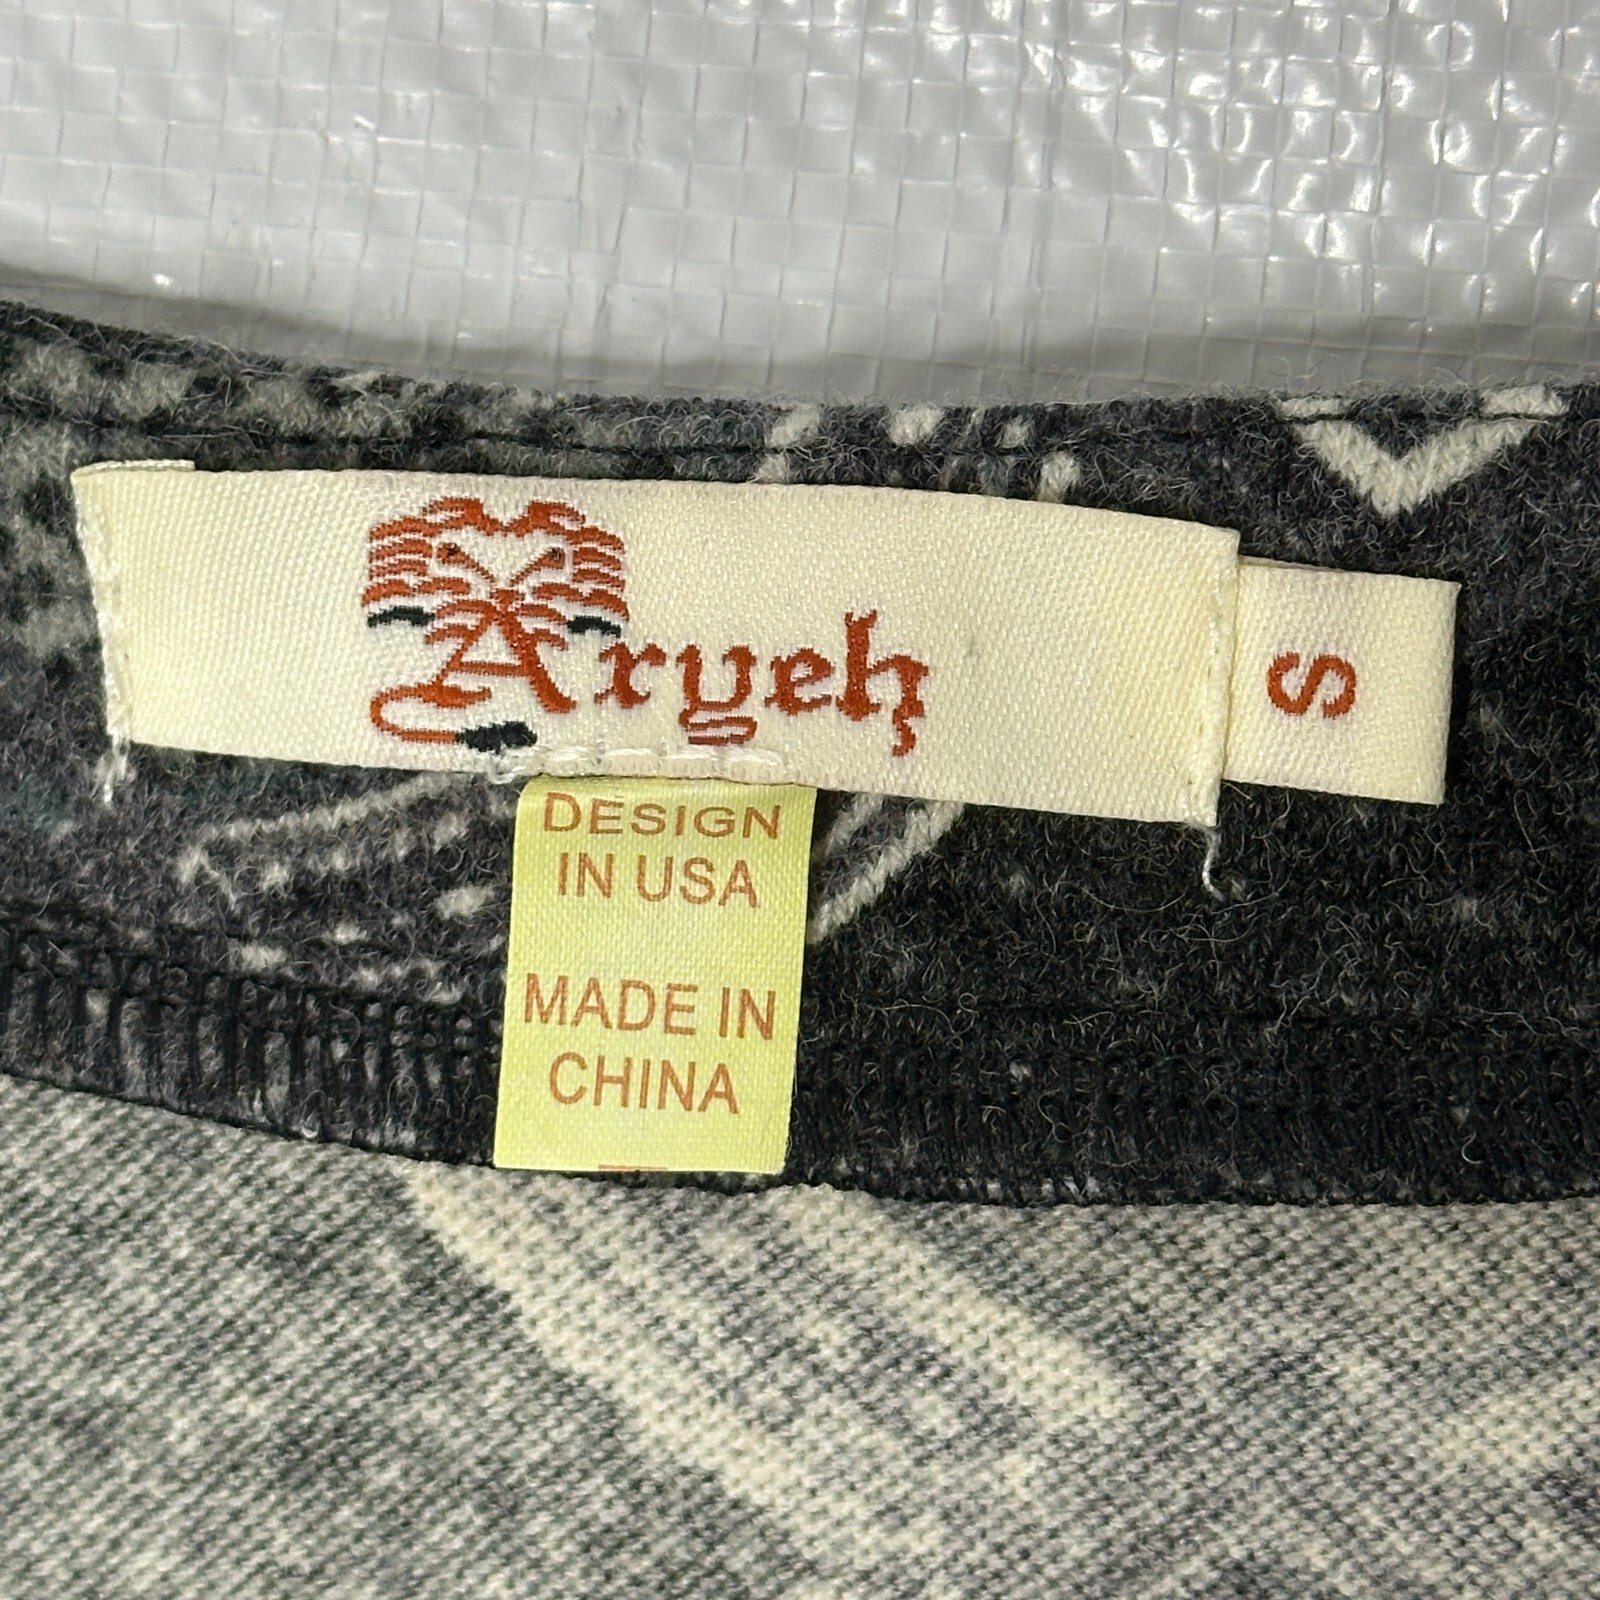 Aryeh
S
DESIGN
IN USA
MADE IN
CHINA